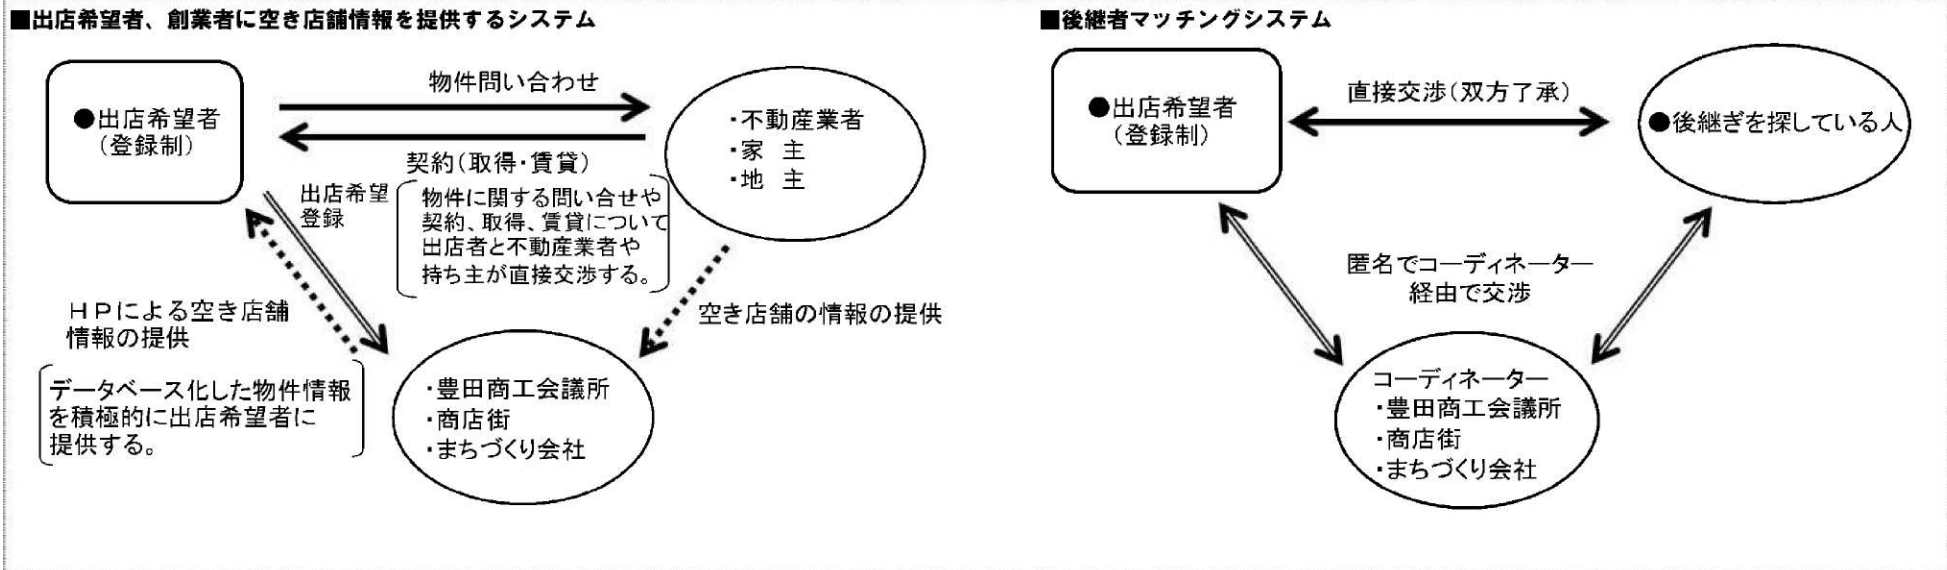 ■出店希望者、創業者に空き店舗情報を提供するシステム
●出店希望者
(登録制)
物件問い合わせ
契約(取得・賃貸)
・不動産業者
・家　主
・地　主
出店希望
登録
物件に関する問い合せや
契約、取得、賃貸について
出店者と不動産業者や
持ち主が直接交渉する。
ＨＰによる空き店舗
情報の提供
データベース化した物件情報
を積極的に出店希望者に
提供する。
空き店舗の情報の提供
・豊田商工会議所
・商店街
・まちづくり会社
■後継者マッチングシステム
●出店希望者
(登録制)
直接交渉(双方了承)
●後継ぎを探している人
匿名でコーディネーター
経由で交渉
コーディネーター
・豊田商工会議所
・商店街
・まちづくり会社